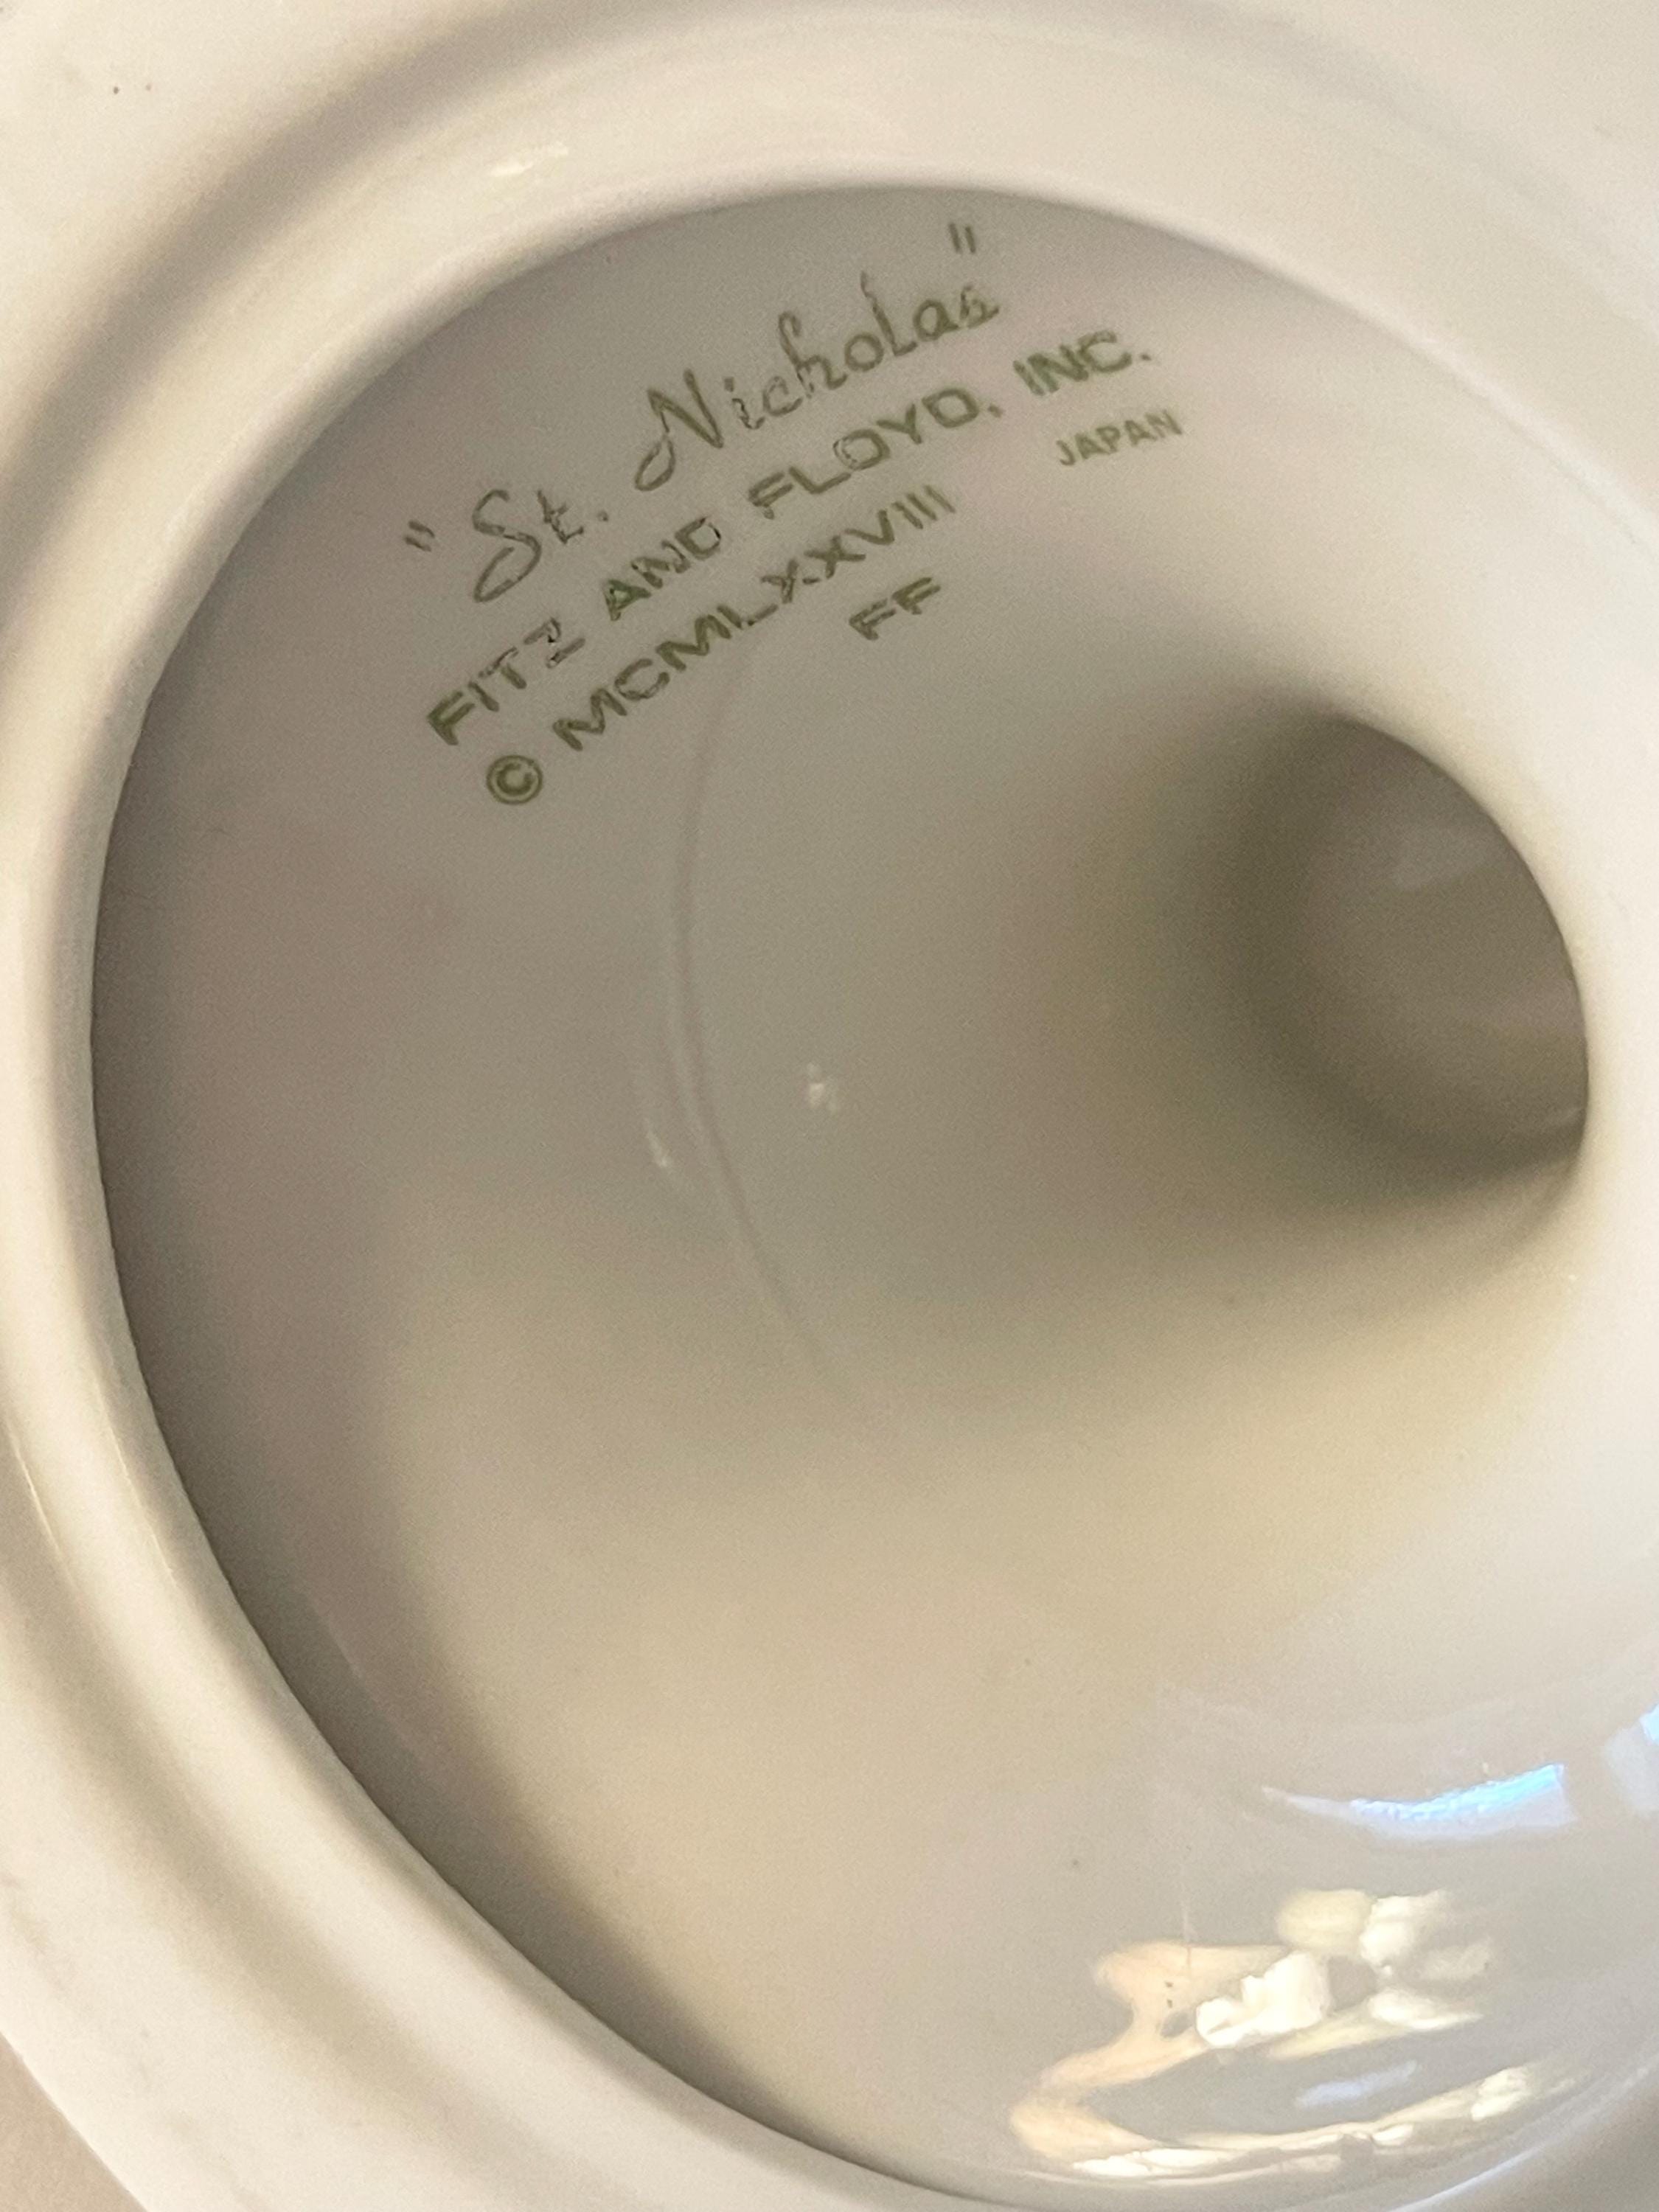 "St. Nicholas"
FITZ AND FLOYD, INC.
© MCMLXXVIII JAPAN
FF